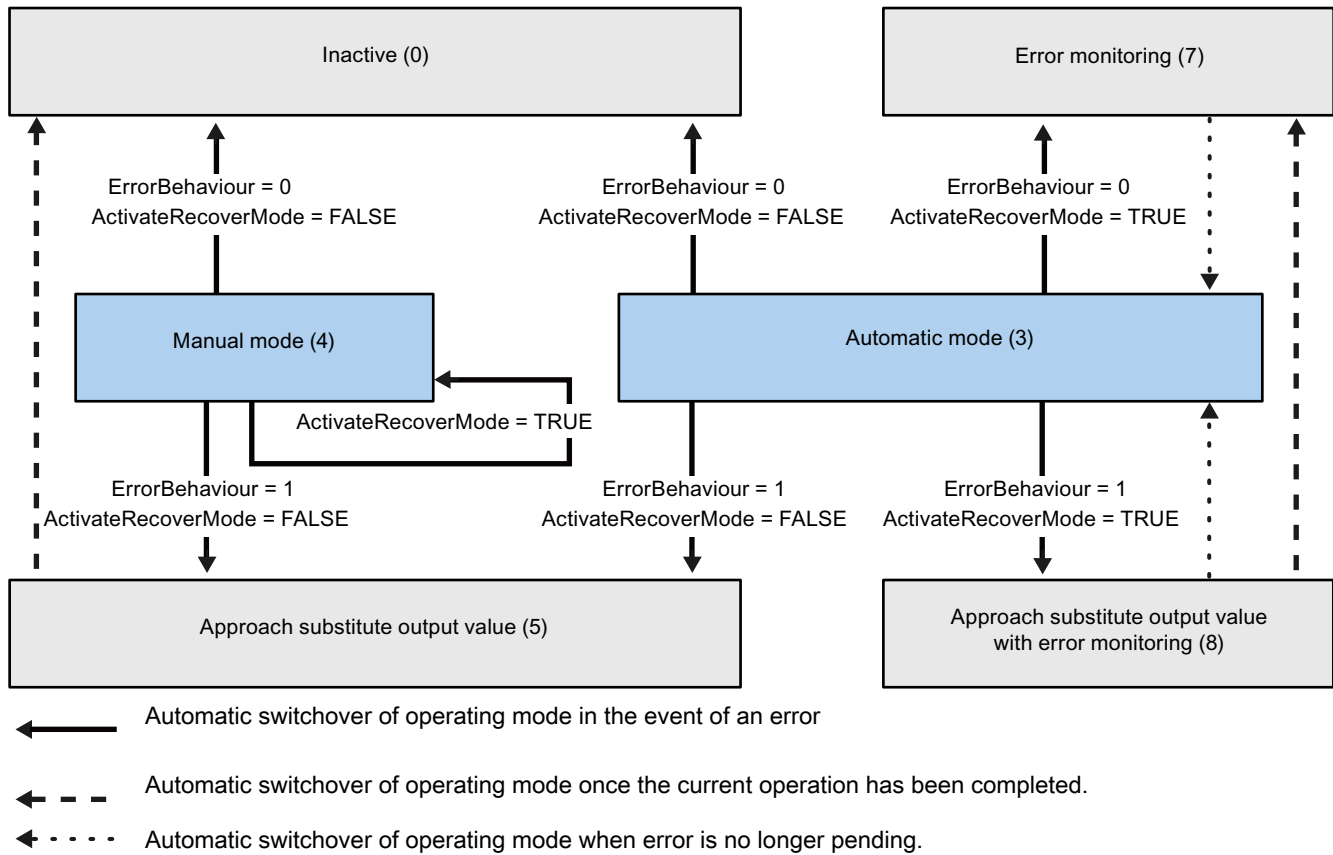 Inactive (0)
Error monitoring (7)
ErrorBehaviour = 0
ActivateRecoverMode = FALSE
ErrorBehaviour = 0
ActivateRecoverMode = FALSE
ErrorBehaviour = 0
ActivateRecoverMode = TRUE
Manual mode (4)
Automatic mode (3)
ActivateRecoverMode = TRUE
ErrorBehaviour = 1
ActivateRecoverMode = FALSE
ErrorBehaviour = 1
ActivateRecoverMode = FALSE
ErrorBehaviour = 1
ActivateRecoverMode = TRUE
Approach substitute output value (5)
Approach substitute output value
with error monitoring (8)
Automatic switchover of operating mode in the event of an error
Automatic switchover of operating mode once the current operation has been completed.
Automatic switchover of operating mode when error is no longer pending.